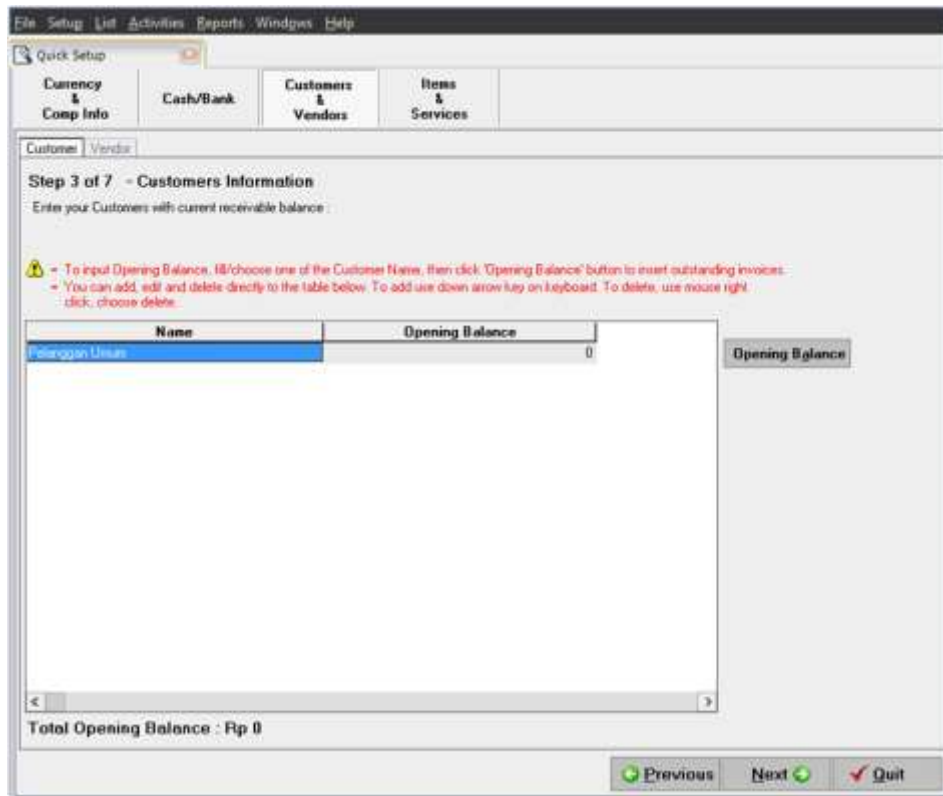 File Setup List Activities Reports Windows Help
Quick Setup
Currency & Comp Info
Cash/Bank
Customers & Vendors
Items & Services
Customer Vendor
Step 3 of 7 - Customers Information
Enter your Customers with current receivable balance :
= To input Opening Balance, fill/choose one of the Customer Name, then click 'Opening Balance' button to insert outstanding invoices.
= You can add, edit and delete directly to the table below. To add use down arrow key on keyboard. To delete, use mouse right
click, choose delete.
Name Opening Balance
Pelanggan Umum 0
Opening Balance
Total Opening Balance : Rp 0
Previous Next Quit